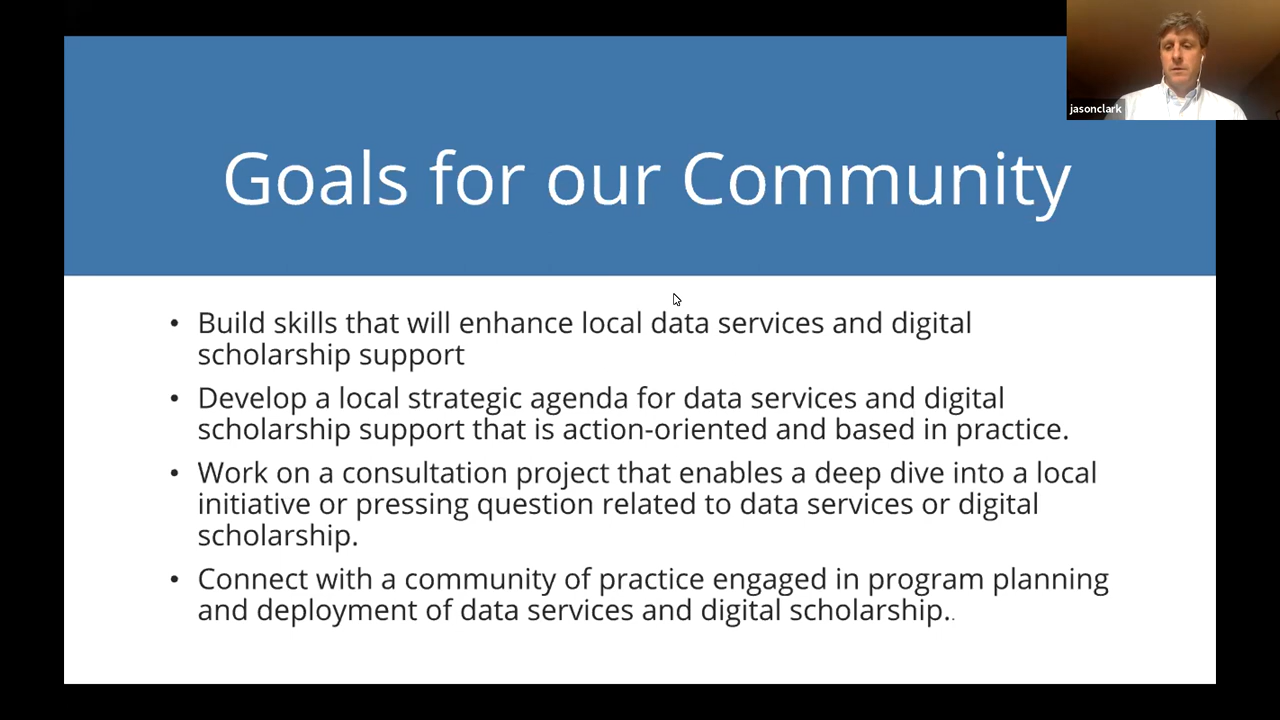 jasonclark
Goals for our Community
• Build skills that will enhance local data services and digital
scholarship support
• Develop a local strategic agenda for data services and digital
scholarship support that is action-oriented and based in practice.
• Work on a consultation project that enables a deep dive into a local
initiative or pressing question related to data services or digital
scholarship.
• Connect with a community of practice engaged in program planning
and deployment of data services and digital scholarship..